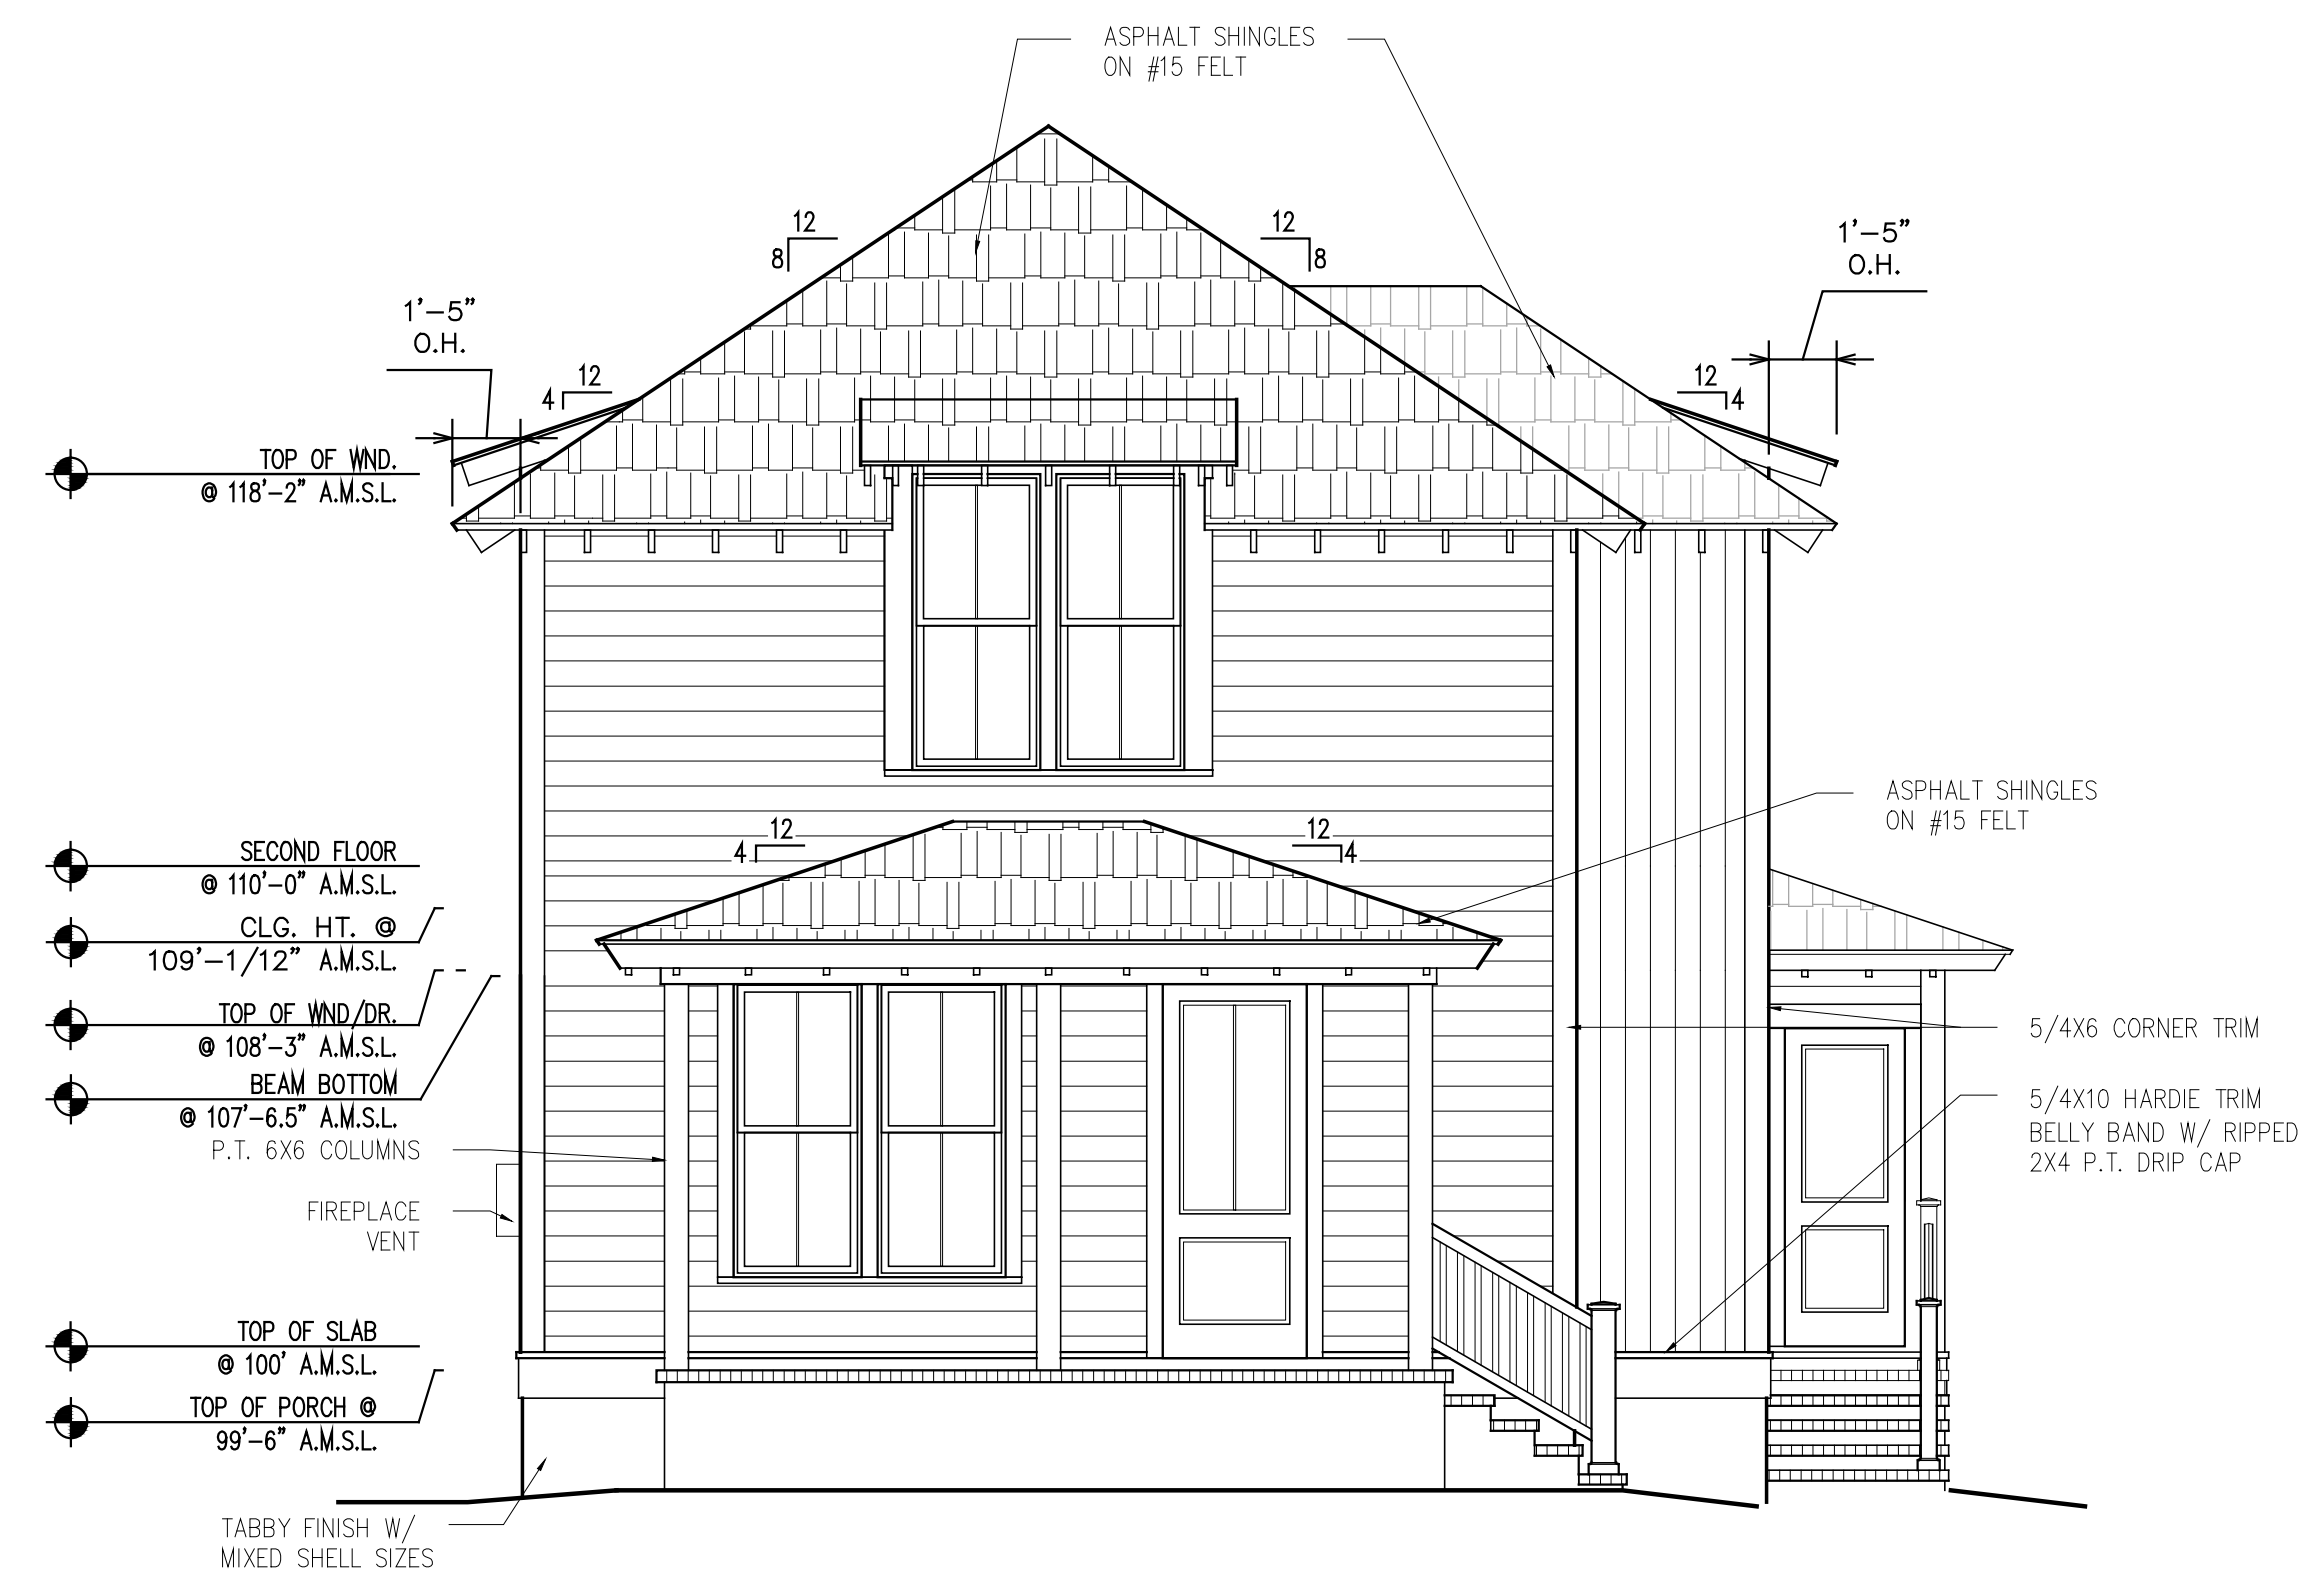 ASPHALT SHINGLES
ON #15 FELT
12
8
12
8
1'-5"
O.H.
1'-5"
O.H.
12
4
12
4
TOP OF WND.
@ 118'-2" A.M.S.L.
ASPHALT SHINGLES
ON #15 FELT
12
4
12
4
SECOND FLOOR
@ 110'-0" A.M.S.L.
CLG. HT. @
109'-1/12" A.M.S.L.
TOP OF WND/DR.
@ 108'-3" A.M.S.L.
BEAM BOTTOM
@ 107'-6.5" A.M.S.L.
P.T. 6X6 COLUMNS
FIREPLACE
VENT
5/4X6 CORNER TRIM
5/4X10 HARDIE TRIM
BELLY BAND W/ RIPPED
2X4 P.T. DRIP CAP
TOP OF SLAB
@ 100' A.M.S.L.
TOP OF PORCH @
99'-6" A.M.S.L.
TABBY FINISH W/
MIXED SHELL SIZES